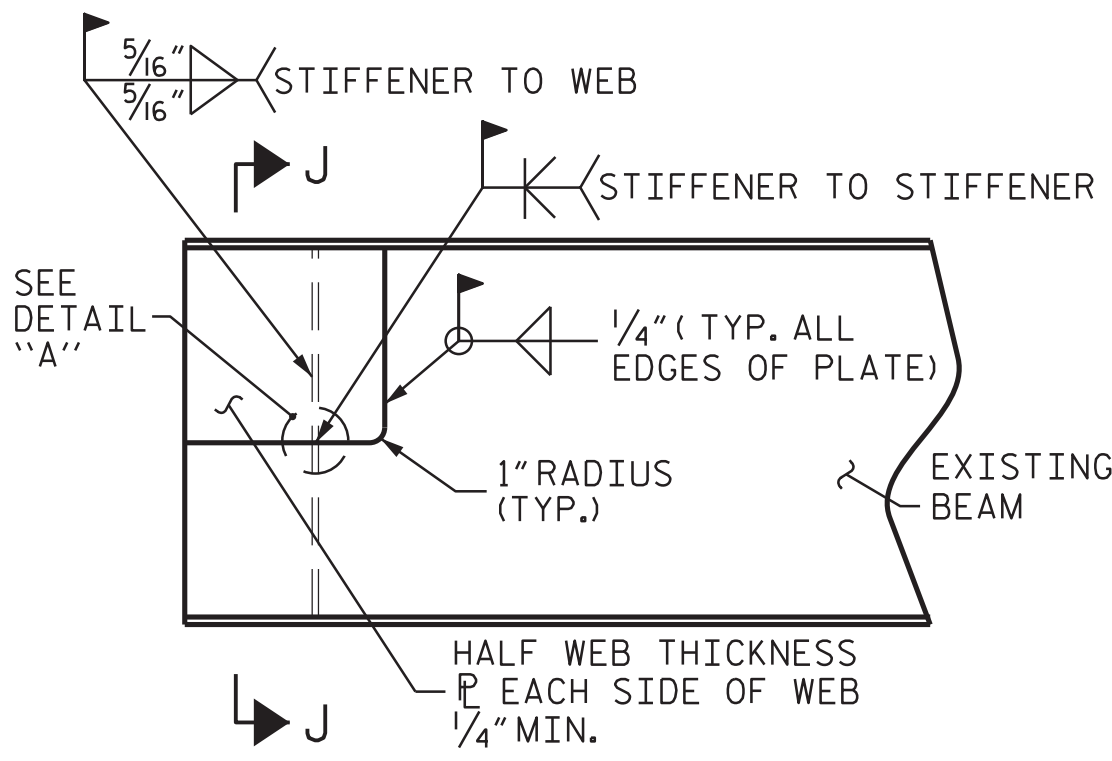 5/16"
5/16"
STIFFENER TO WEB
J
STIFFENER TO STIFFENER
SEE
DETAIL
"A"
1/4" (TYP. ALL
EDGES OF PLATE)
1" RADIUS
(TYP.)
EXISTING
BEAM
HALF WEB THICKNESS
PL EACH SIDE OF WEB
1/4" MIN.
J